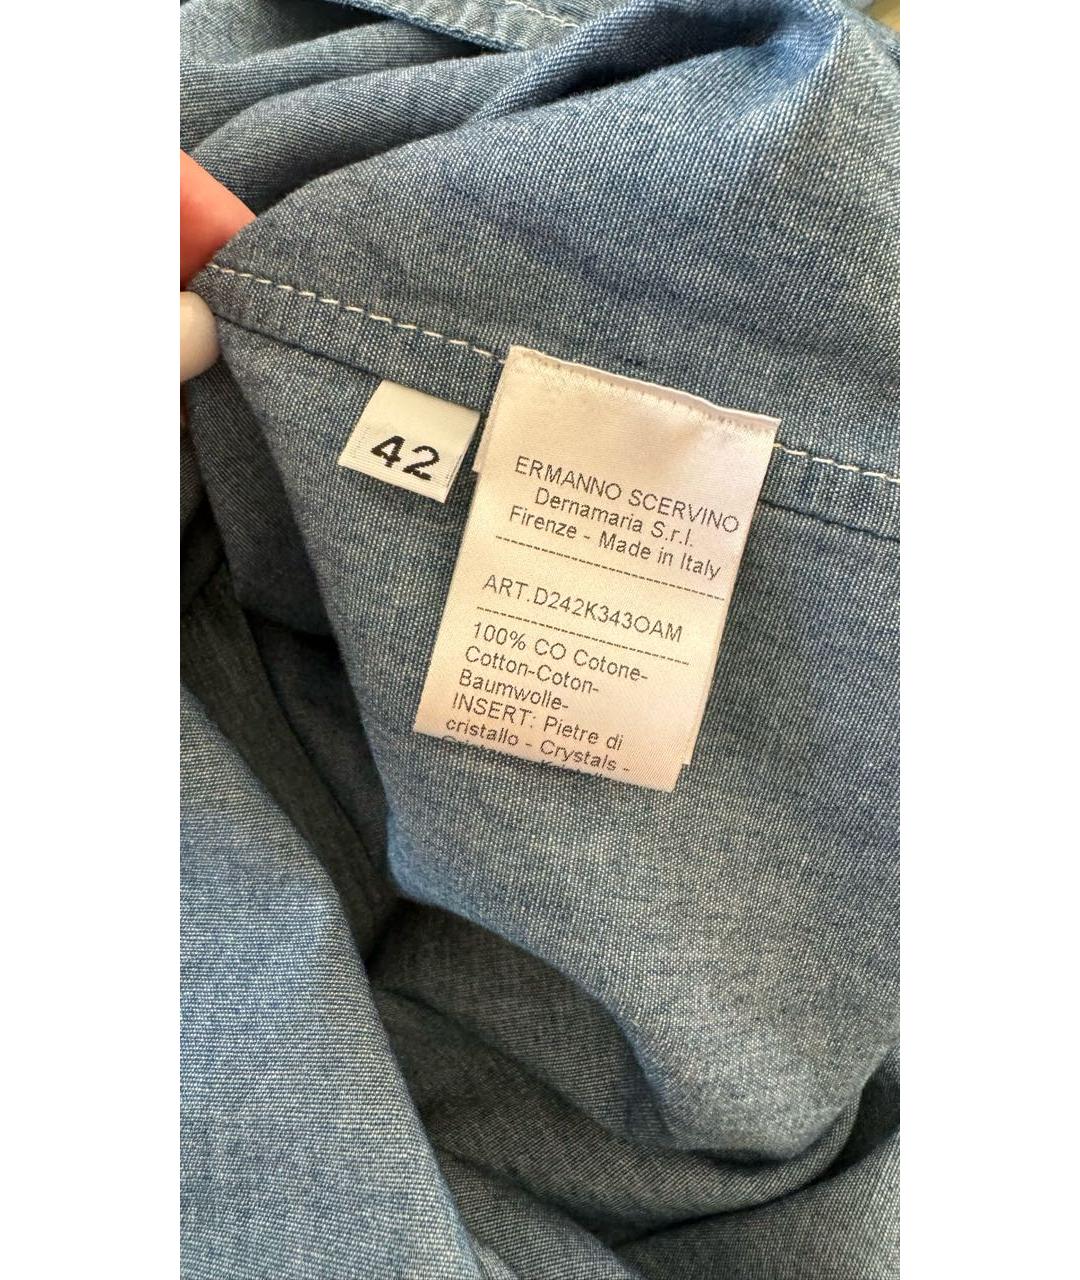 42
ERMANNO SCERVINO
Dernamaria S.r.l.
Firenze - Made in Italy
ART.D242K343OAM
100% CO Cotone-
Cotton-Coton-
Baumwolle-
INSERT: Pietre di
cristallo - Crystals -